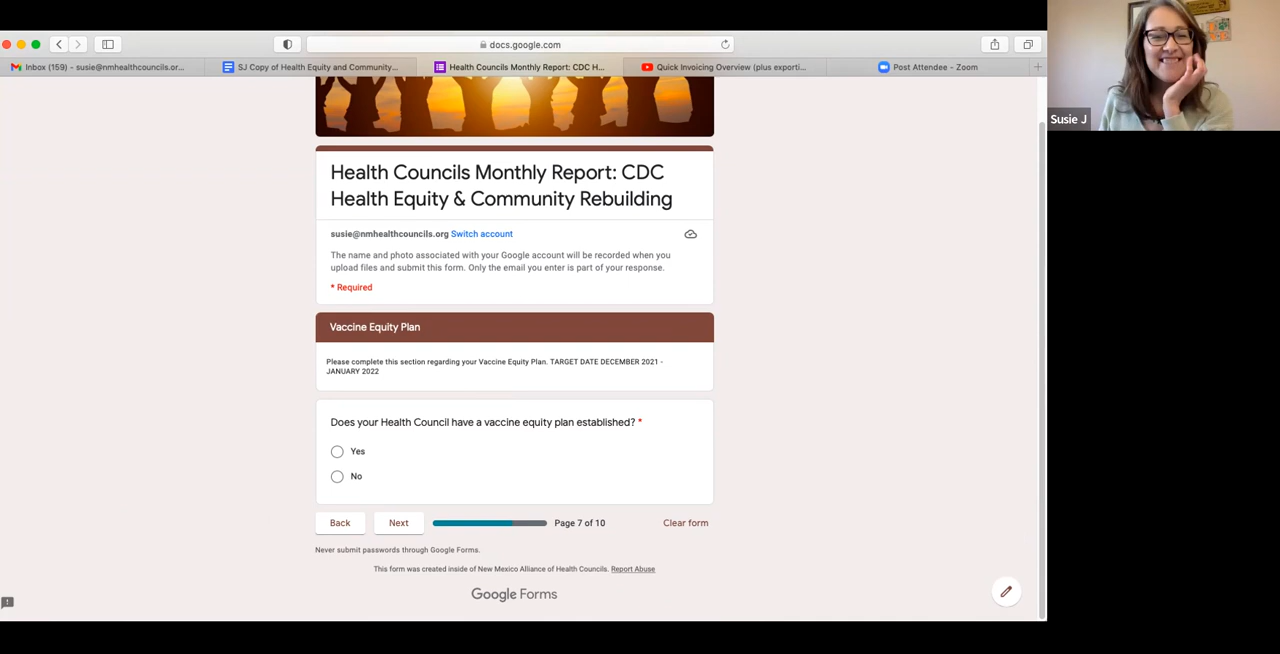 docs.google.com
Inbox (159) - susie@nmhealthcouncils.or...
SJ Copy of Health Equity and Community...
Health Councils Monthly Report: CDC H...
Quick Invoicing Overview (plus exporti...
Post Attendee - Zoom
Susie J
Health Councils Monthly Report: CDC
Health Equity & Community Rebuilding
susie@nmhealthcouncils.org Switch account
The name and photo associated with your Google account will be recorded when you
upload files and submit this form. Only the email you enter is part of your response.
* Required
Vaccine Equity Plan
Please complete this section regarding your Vaccine Equity Plan. TARGET DATE DECEMBER 2021 -
JANUARY 2022
Does your Health Council have a vaccine equity plan established? *
Yes
No
Back Next Page 7 of 10 Clear form
Never submit passwords through Google Forms.
This form was created inside of New Mexico Alliance of Health Councils. Report Abuse
Google Forms